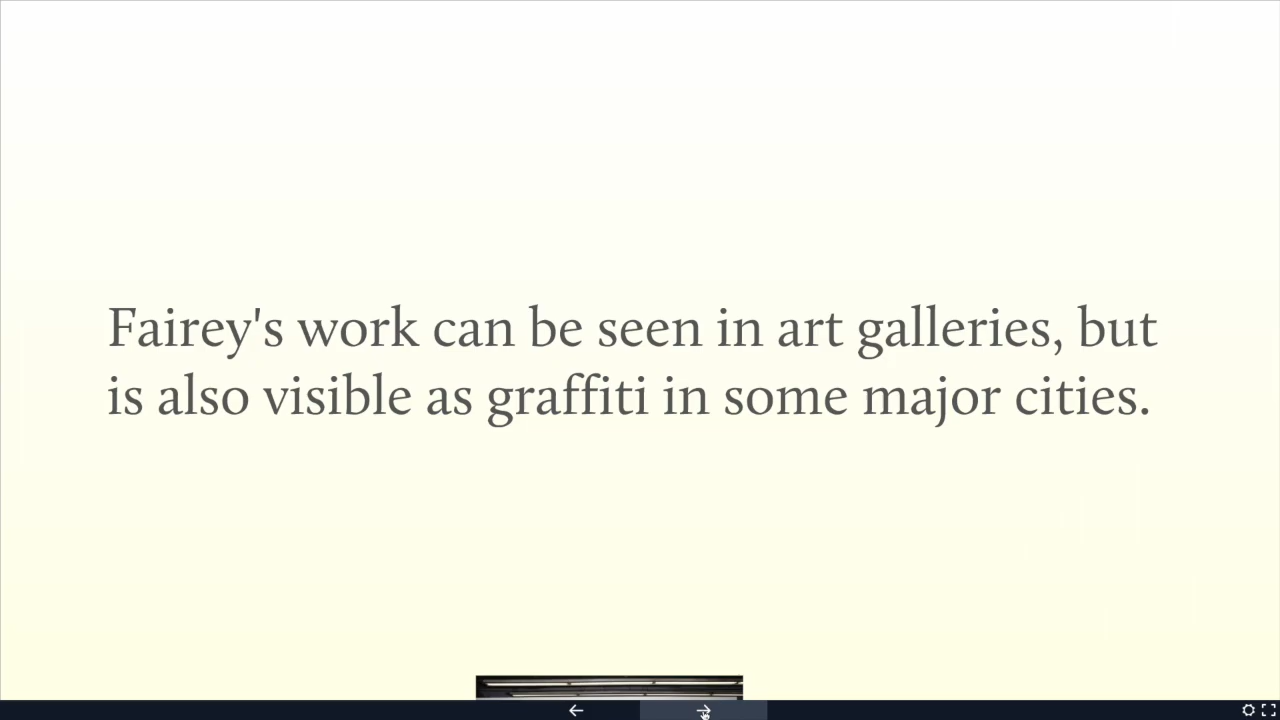 Fairey's work can be seen in art galleries, but
is also visible as graffiti in some major cities.